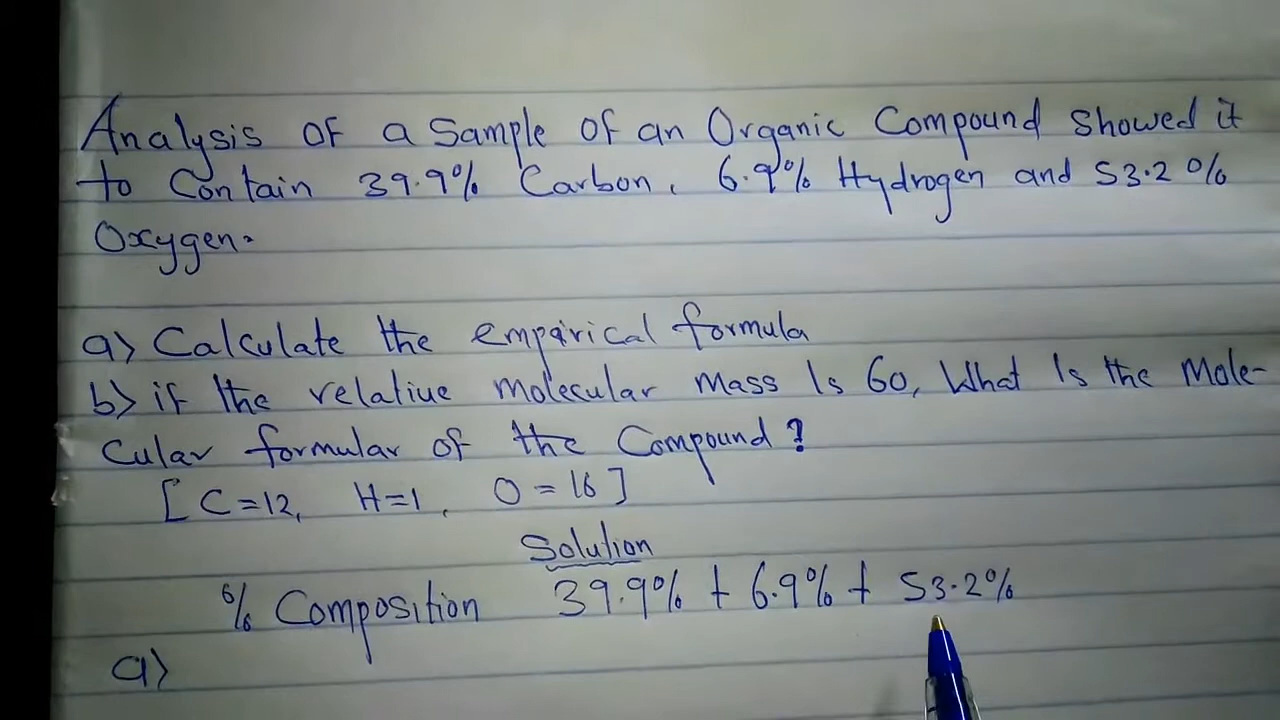 Analysis of a Sample of an Organic Compound Showed it
to Contain 39.9% Carbon, 6.9% Hydrogen and 53.2%
Oxygen.
a) Calculate the empirical formula
b) if the relative molecular mass Is 60, What Is the Mole-
Cular formular of the Compound?
[C=12, H=1, O=16]
Solution
% Composition 39.9% + 6.9% + 53.2%
a)